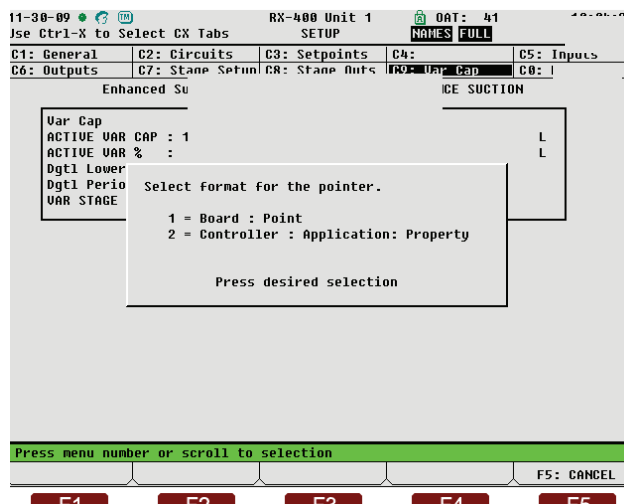 11-30-09 RX-400 Unit 1 OAT: 41
Use Ctrl-X to Select CX Tabs SETUP NAMES FULL
C1: General C2: Circuits C3: Setpoints C4: C5: Inputs
C6: Outputs C7: Stage Setup C8: Stage Outs C9: Var Cap C0:
Enhanced Su CE SUCTION
Var Cap
ACTIVE VAR CAP : 1 L
ACTIVE VAR % : L
Dgtl Lower
Dgtl Perio
VAR STAGE
Select format for the pointer.
1 = Board : Point
2 = Controller : Application: Property
Press desired selection
Press menu number or scroll to selection
F5: CANCEL
F1 F2 F3 F4 F5